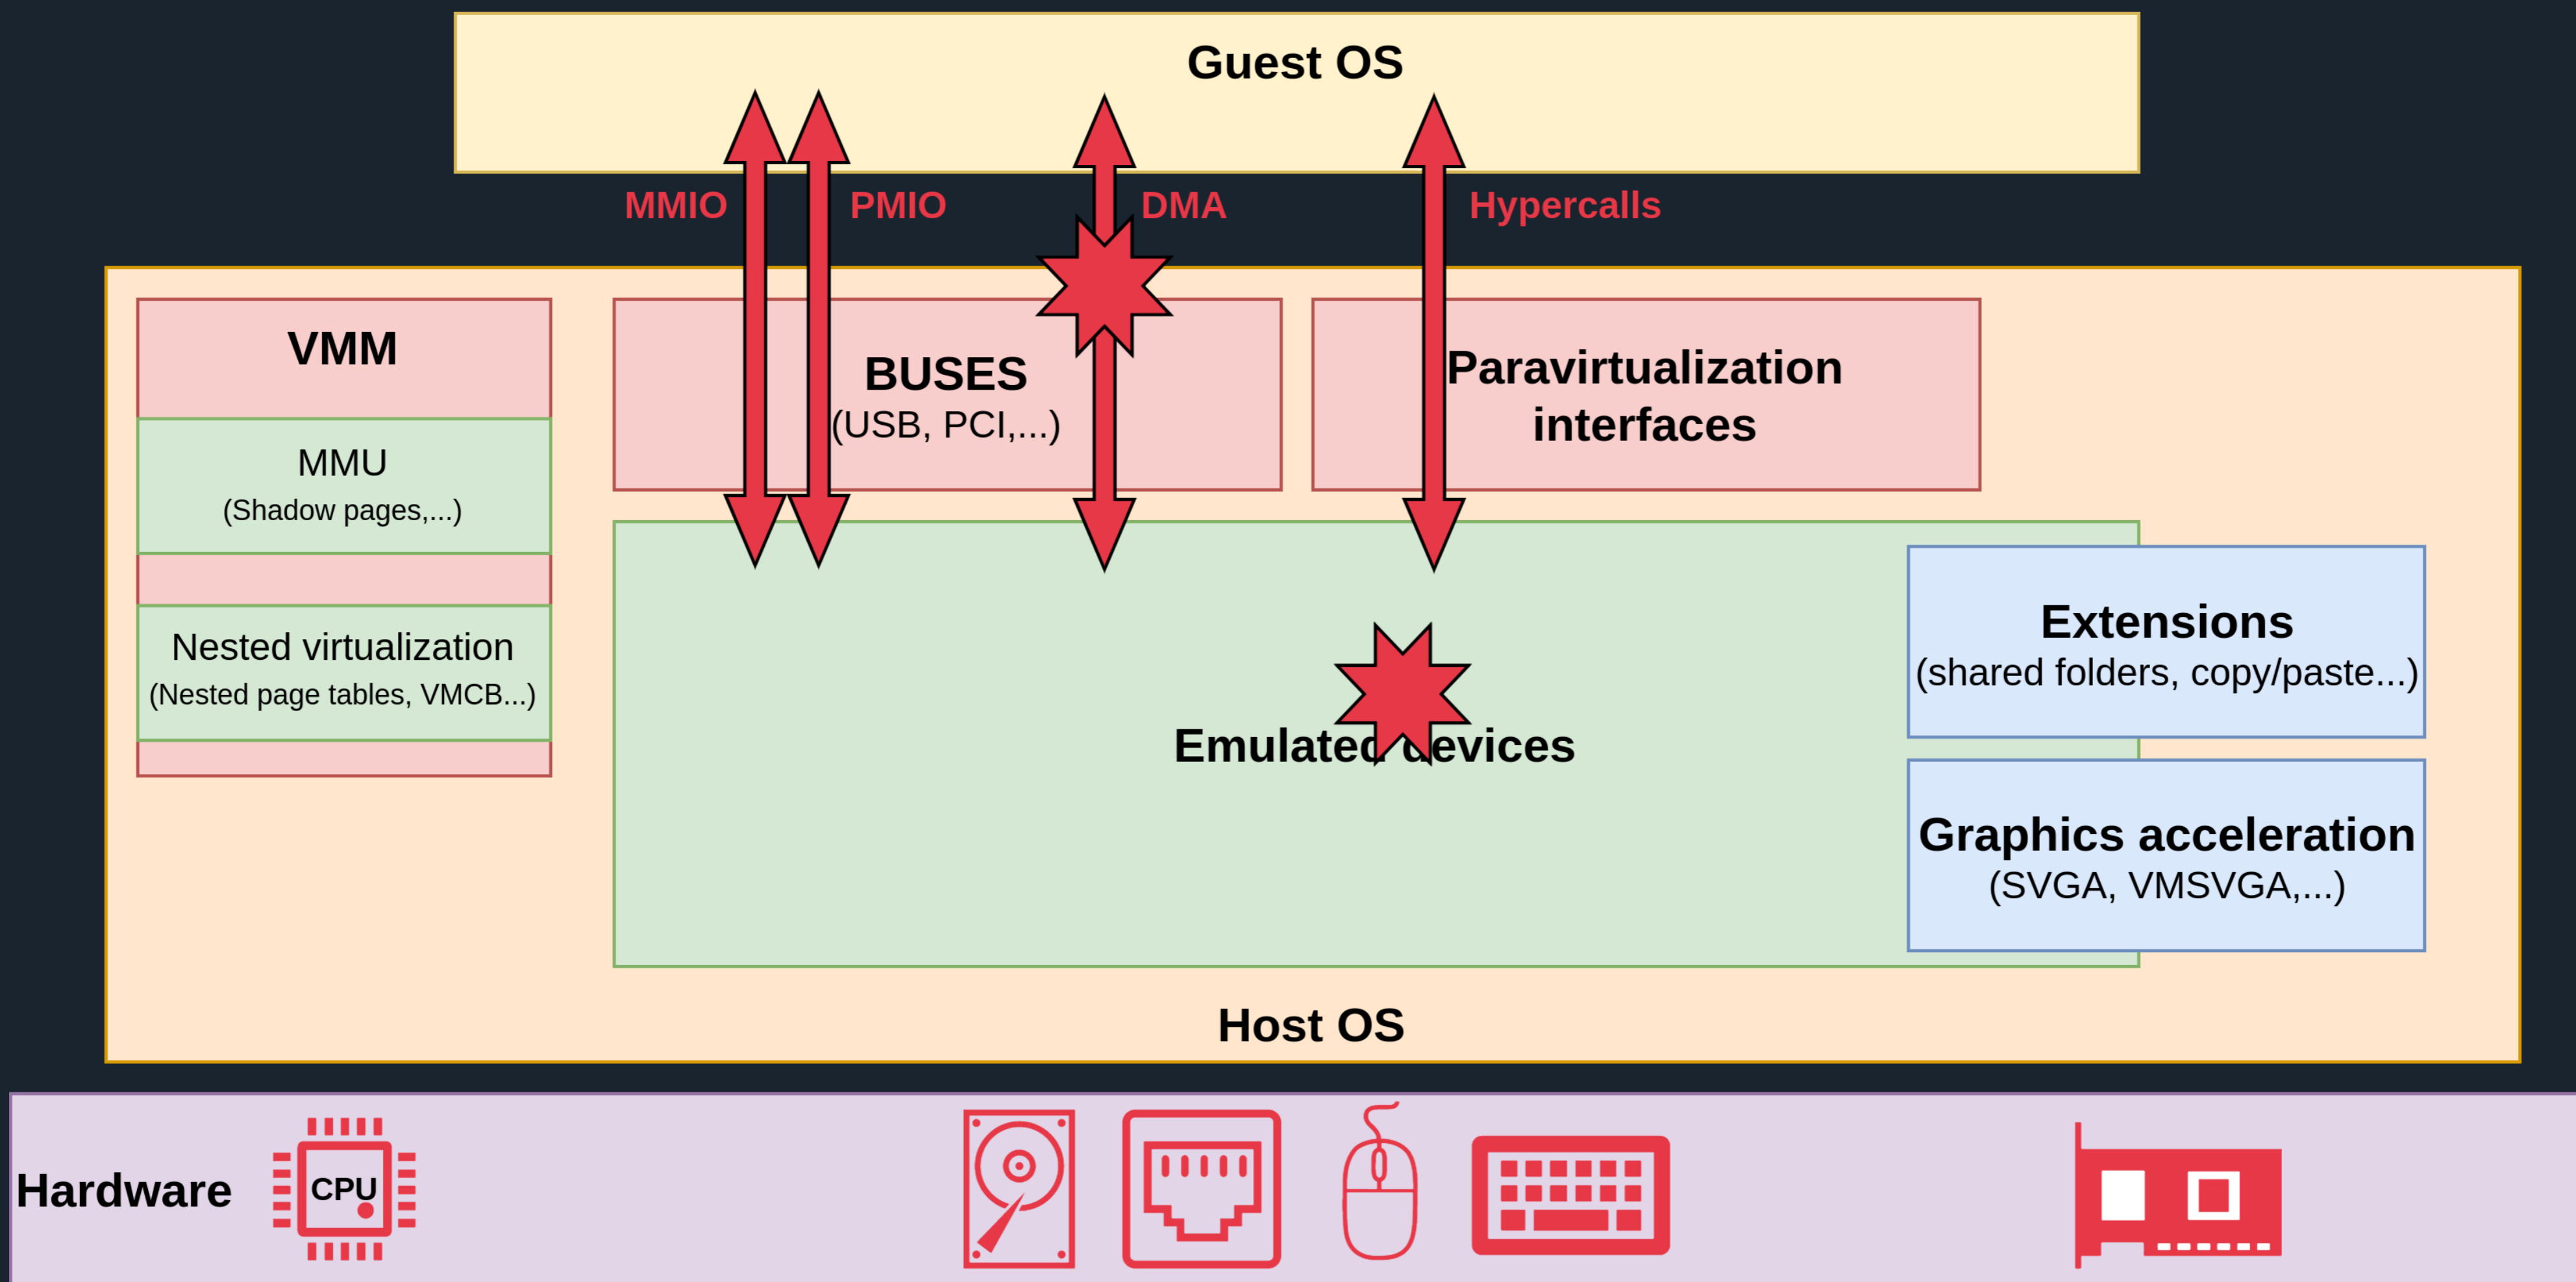 Guest OS
MMIO
PMIO
DMA
Hypercalls
VMM
MMU
(Shadow pages,...)
Nested virtualization
(Nested page tables, VMCB...)
BUSES
(USB, PCI,...)
Paravirtualization
interfaces
Emulated devices
Extensions
(shared folders, copy/paste...)
Graphics acceleration
(SVGA, VMSVGA,...)
Host OS
Hardware
CPU